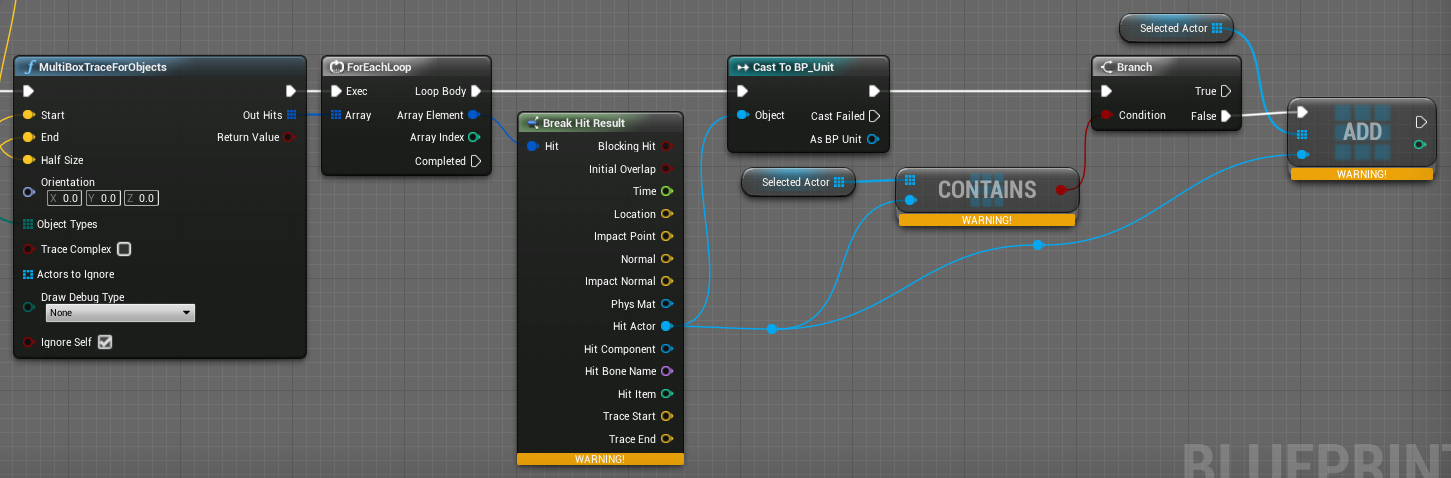 Selected Actor
MultiBoxTraceForObjects
Start
End
Half Size
Orientation
X 0.0 Y 0.0 Z 0.0
Object Types
Trace Complex
Actors to Ignore
Draw Debug Type
None
Ignore Self
Out Hits
Return Value
ForEachLoop
Exec
Array
Loop Body
Array Element
Array Index
Completed
Break Hit Result
Hit
Blocking Hit
Initial Overlap
Time
Location
Impact Point
Normal
Impact Normal
Phys Mat
Hit Actor
Hit Component
Hit Bone Name
Hit Item
Trace Start
Trace End
WARNING!
Cast To BP_Unit
Object
Cast Failed
As BP Unit
Selected Actor
CONTAINS
WARNING!
Branch
Condition
True
False
ADD
WARNING!
BLUEPRINT